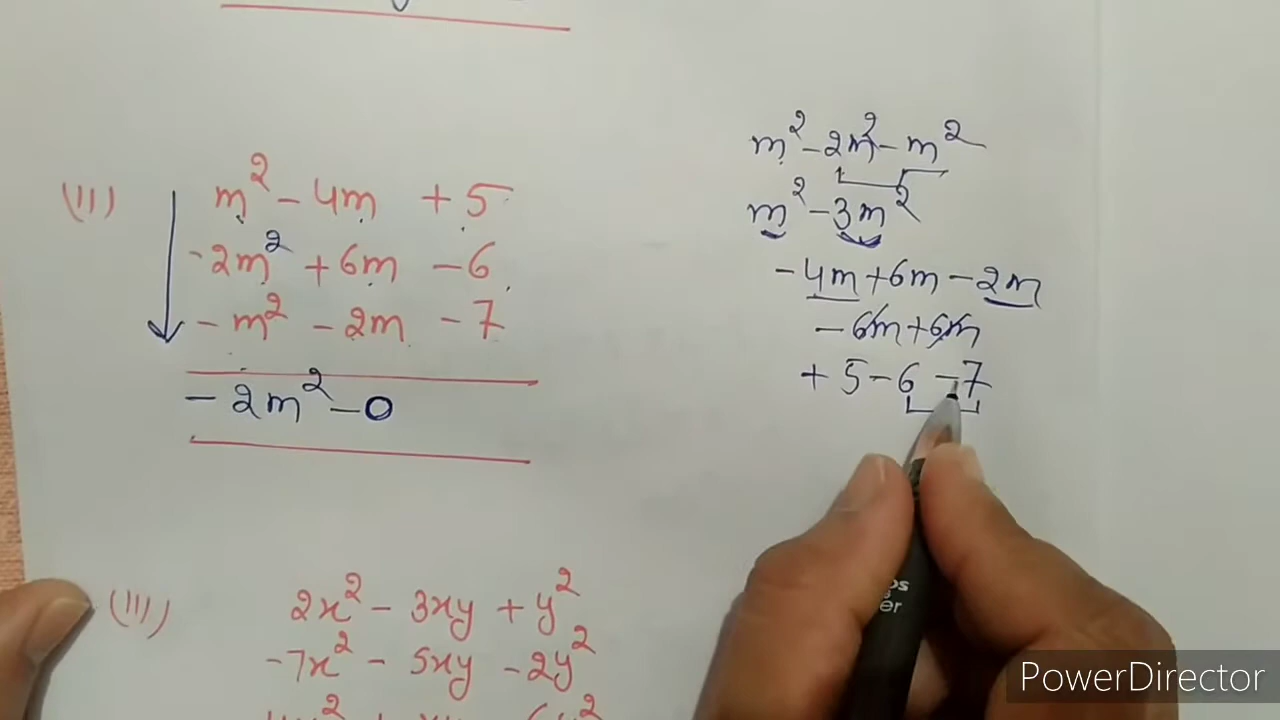 (II) m² - 4m + 5
-2m² + 6m - 6
- m² - 2m - 7
- 2m² - 0
m² - 2m² - m²
m² - 3m²
- 4m + 6m - 2m
- 6m + 6m
+ 5 - 6 - 7
(III) 2x² - 3xy + y²
-7x² - 5xy - 2y²
PowerDirector